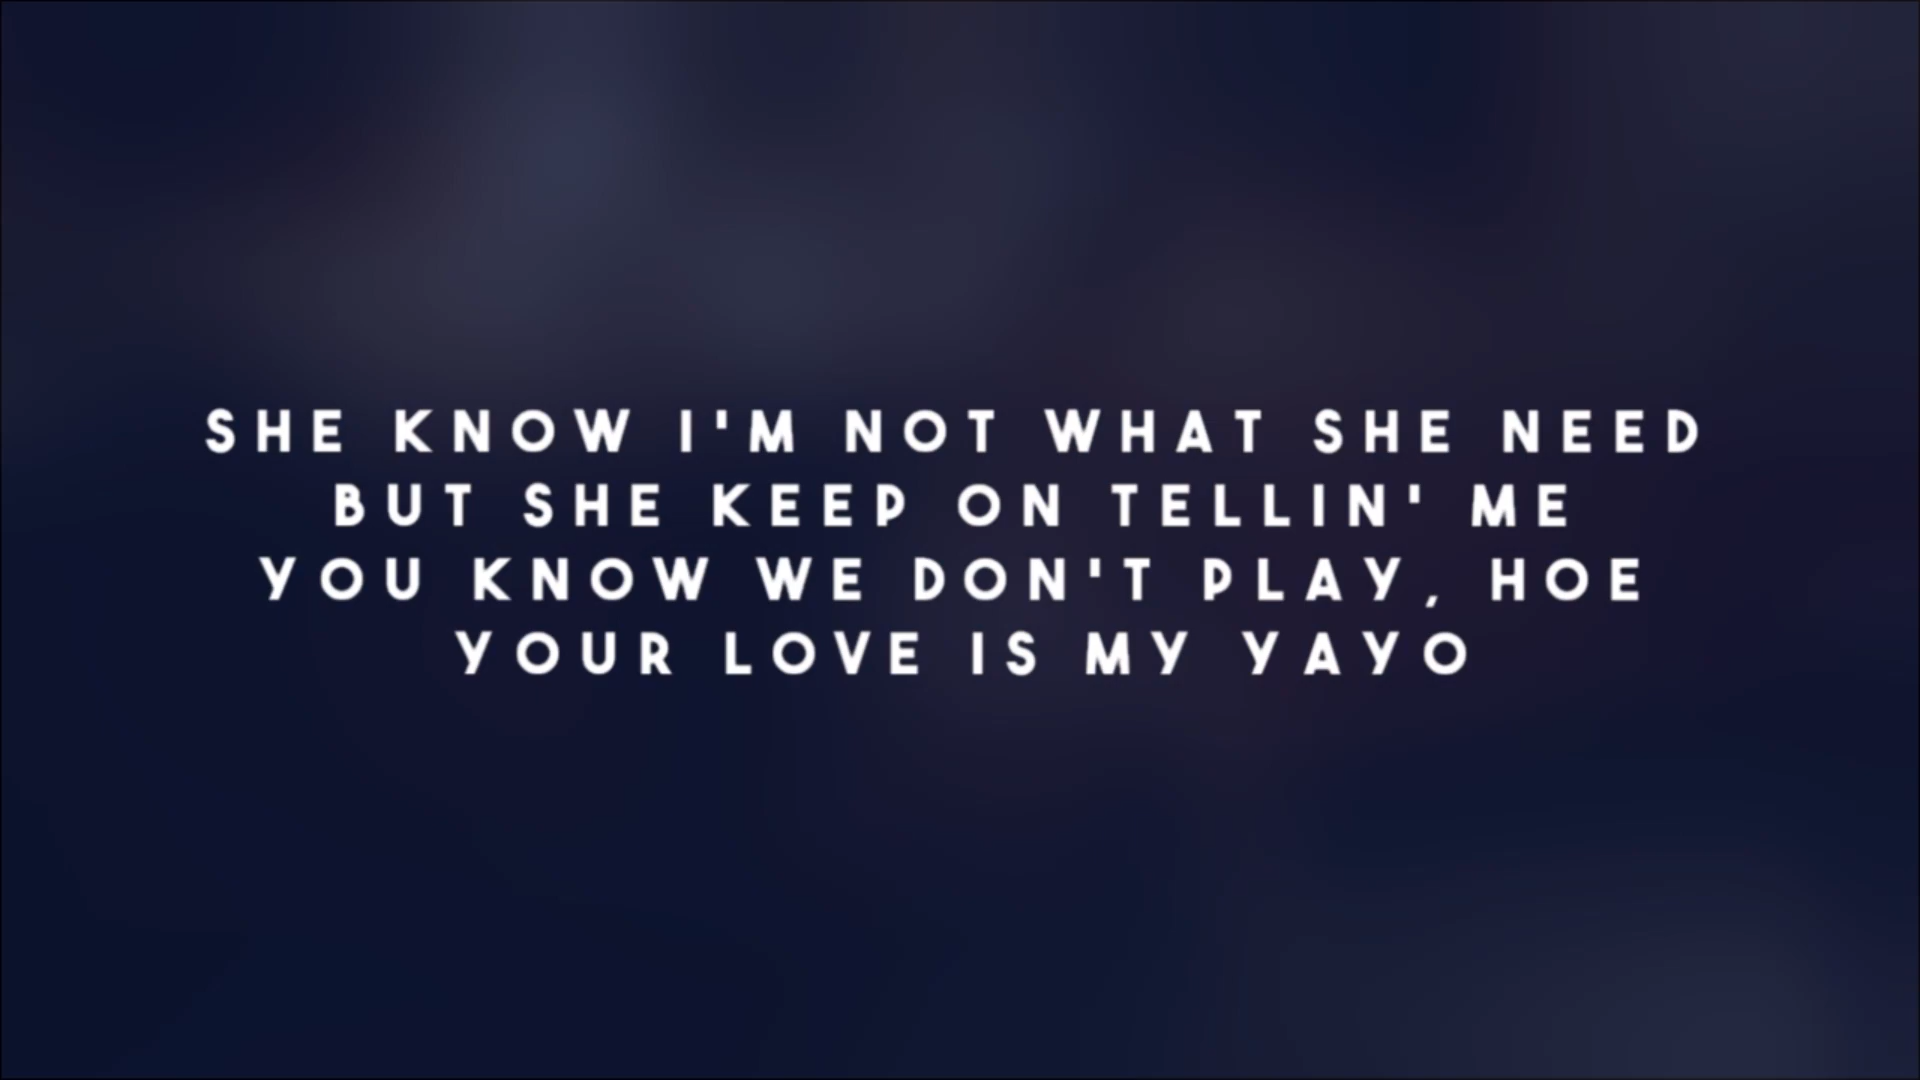 SHE KNOW I'M NOT WHAT SHE NEED
BUT SHE KEEP ON TELLIN' ME
YOU KNOW WE DON'T PLAY, HOE
YOUR LOVE IS MY YAYO